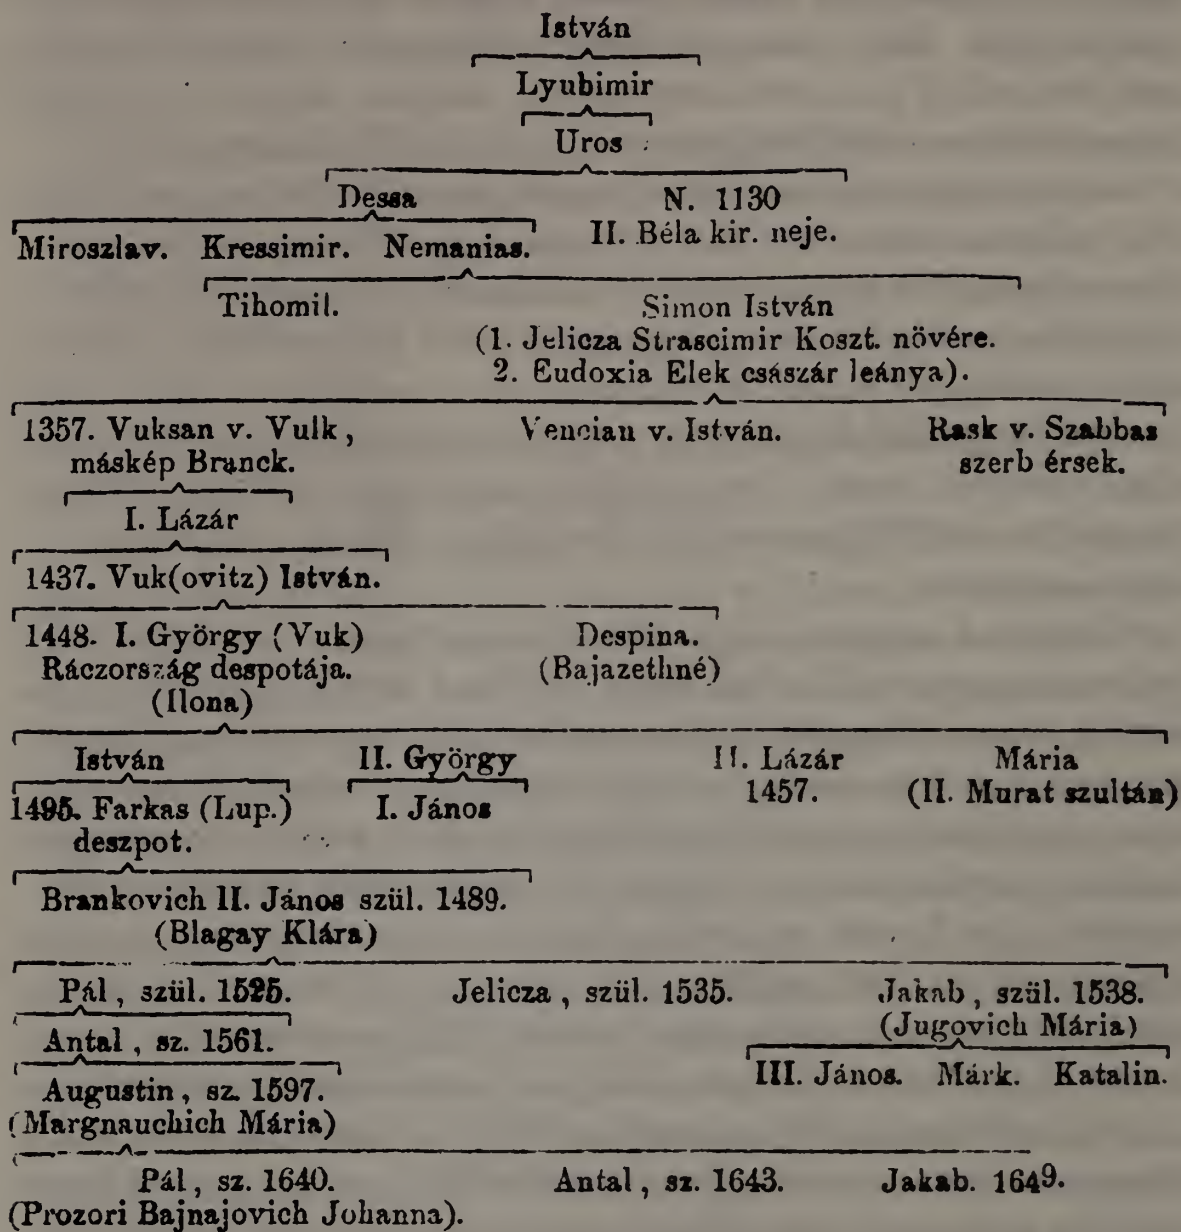 István
Lyubimir
Uros
Dessa N. 1130
II. Béla kir. neje.
Miroszlav. Kressimir. Nemanias.
Tihomil. Simon István
(1. Jelicza Strascimir Koszt. növére.
2. Eudoxia Elek császár leánya).
1357. Vuksan v. Vulk, Vencian v. István. Rask v. Szabbas
máskép Branck. szerb érsek.
I. Lázár
1437. Vuk(ovitz) István.
1448. I. György (Vuk) Despina.
Ráczország despotája. (Bajazethné)
(Ilona)
István II. György II. Lázár Mária
1495. Farkas (Lup.) I. János 1457. (II. Murat szultán)
deszpot.
Brankovich II. János szül. 1489.
(Blagay Klára)
Pál, szül. 1525. Jelicza, szül. 1535. Jakab, szül. 1538.
(Jugovich Mária)
Antal, sz. 1561.
III. János. Márk. Katalin.
Augustin, sz. 1597.
(Margnauchich Mária)
Pál, sz. 1640. Antal, sz. 1643. Jakab. 1649.
(Prozori Bajnajovich Johanna).